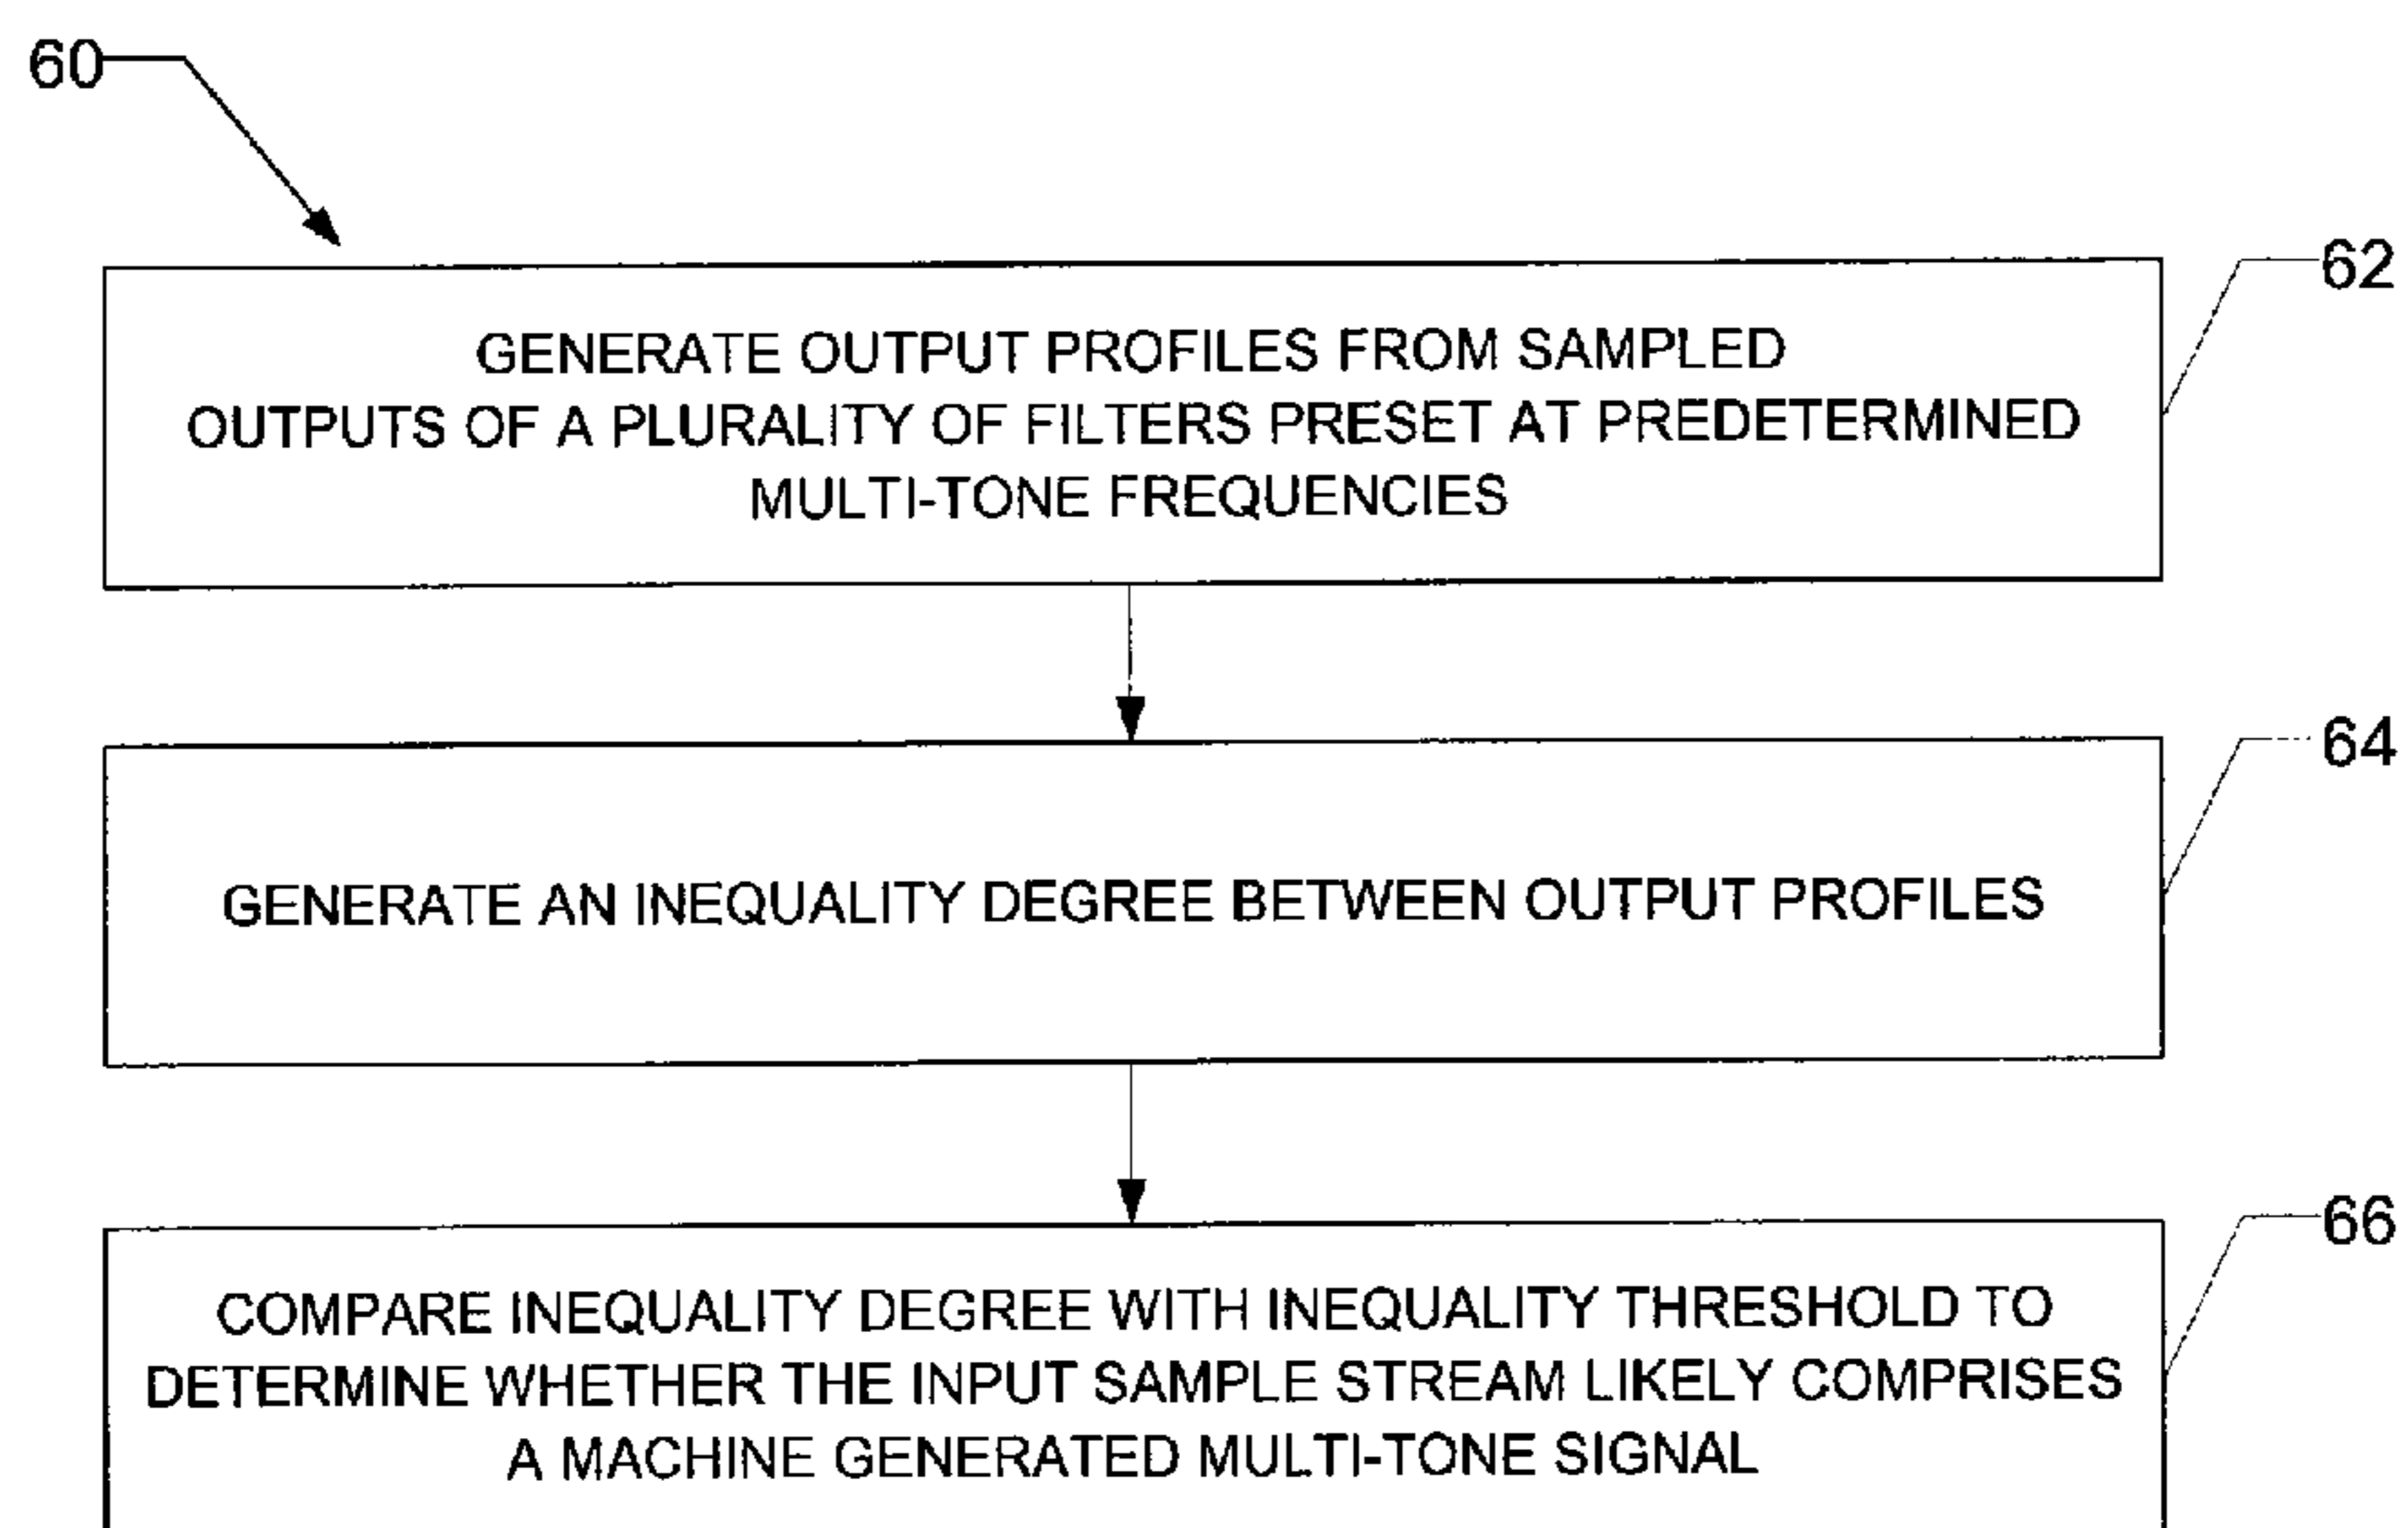 60
62
GENERATE OUTPUT PROFILES FROM SAMPLED
OUTPUTS OF A PLURALITY OF FILTERS PRESET AT PREDETERMINED
MULTI-TONE FREQUENCIES
64
GENERATE AN INEQUALITY DEGREE BETWEEN OUTPUT PROFILES
66
COMPARE INEQUALITY DEGREE WITH INEQUALITY THRESHOLD TO
DETERMINE WHETHER THE INPUT SAMPLE STREAM LIKELY COMPRISES
A MACHINE GENERATED MULTI-TONE SIGNAL